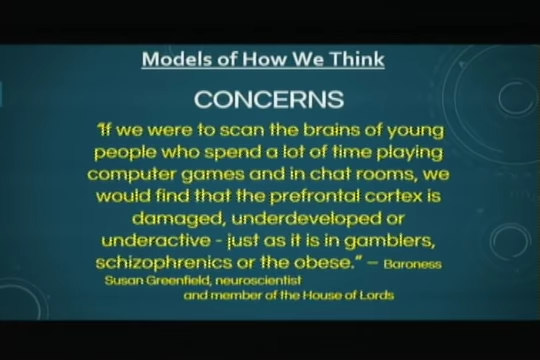 Models of How We Think
CONCERNS
"If we were to scan the brains of young
people who spend a lot of time playing
computer games and in chat rooms, we
would find that the prefrontal cortex is
damaged, underdeveloped or
underactive - just as it is in gamblers,
schizophrenics or the obese." – Baroness
Susan Greenfield, neuroscientist
and member of the House of Lords